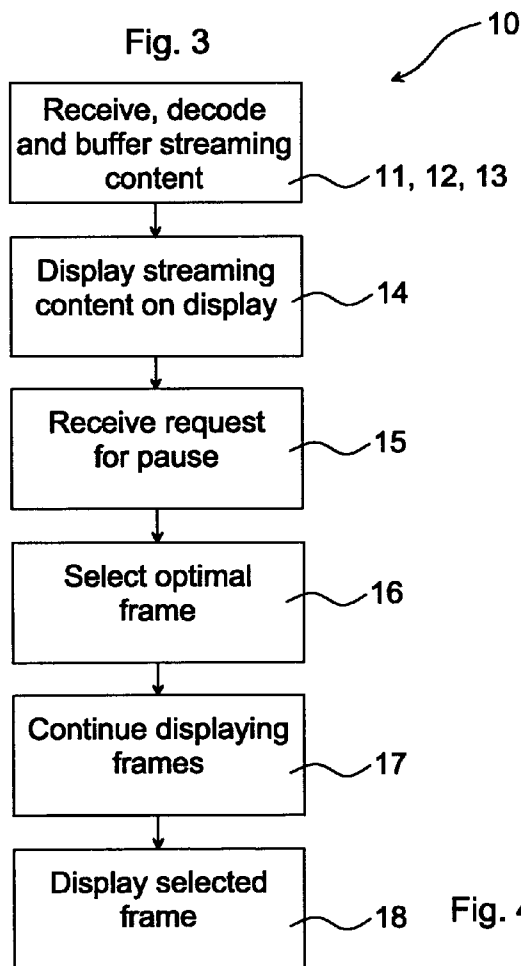 Fig. 3
10
Receive, decode
and buffer streaming
content
11, 12, 13
Display streaming
content on display
14
Receive request
for pause
15
Select optimal
frame
16
Continue displaying
frames
17
Display selected
frame
18
Fig.